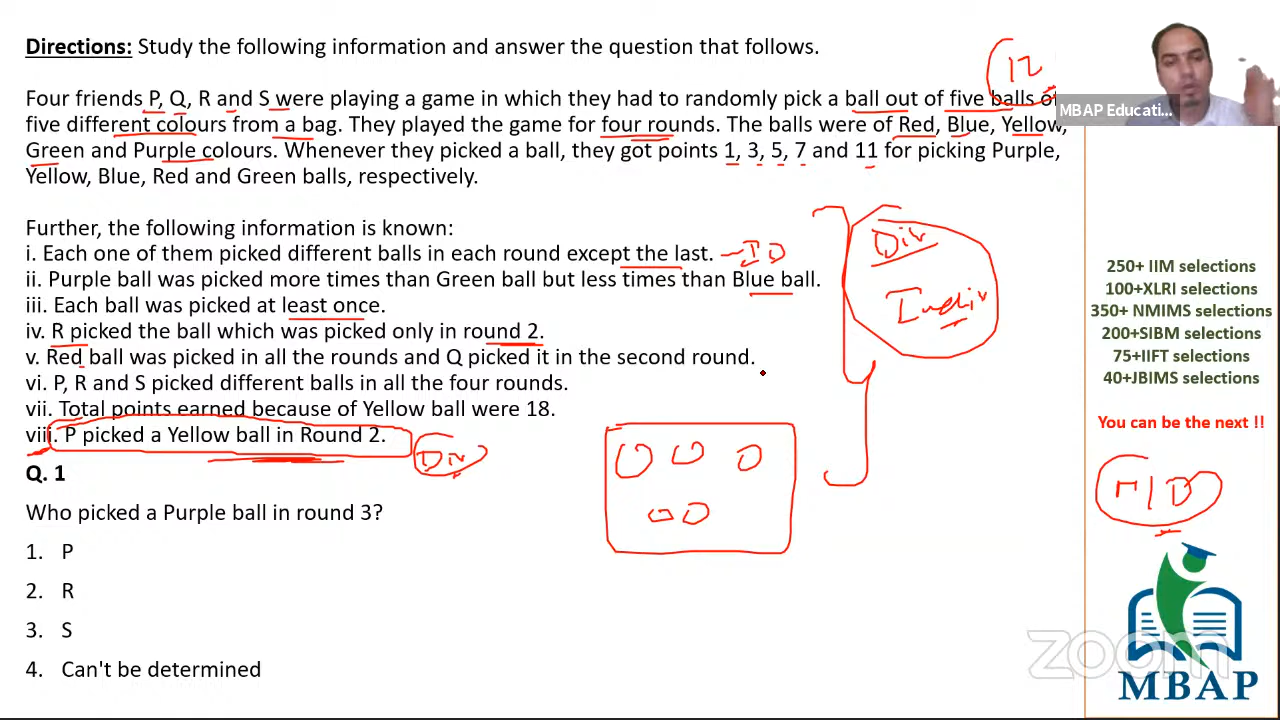 Directions: Study the following information and answer the question that follows.
12
Four friends P, Q, R and S were playing a game in which they had to randomly pick a ball out of five balls of
MBAP Educati...
five different colours from a bag. They played the game for four rounds. The balls were of Red, Blue, Yellow,
Green and Purple colours. Whenever they picked a ball, they got points 1, 3, 5, 7 and 11 for picking Purple,
Yellow, Blue, Red and Green balls, respectively.
Further, the following information is known:
i. Each one of them picked different balls in each round except the last.
ii. Purple ball was picked more times than Green ball but less times than Blue ball.
iii. Each ball was picked at least once.
iv. R picked the ball which was picked only in round 2.
v. Red ball was picked in all the rounds and Q picked it in the second round.
vi. P, R and S picked different balls in all the four rounds.
vii. Total points earned because of Yellow ball were 18.
viii. P picked a Yellow ball in Round 2.
Div
Indiv
Div
Q. 1
Who picked a Purple ball in round 3?
1. P
2. R
3. S
4. Can't be determined
250+ IIM selections
100+XLRI selections
350+ NMIMS selections
200+SIBM selections
75+IIFT selections
40+JBIMS selections
You can be the next !!
zoom
MBAP